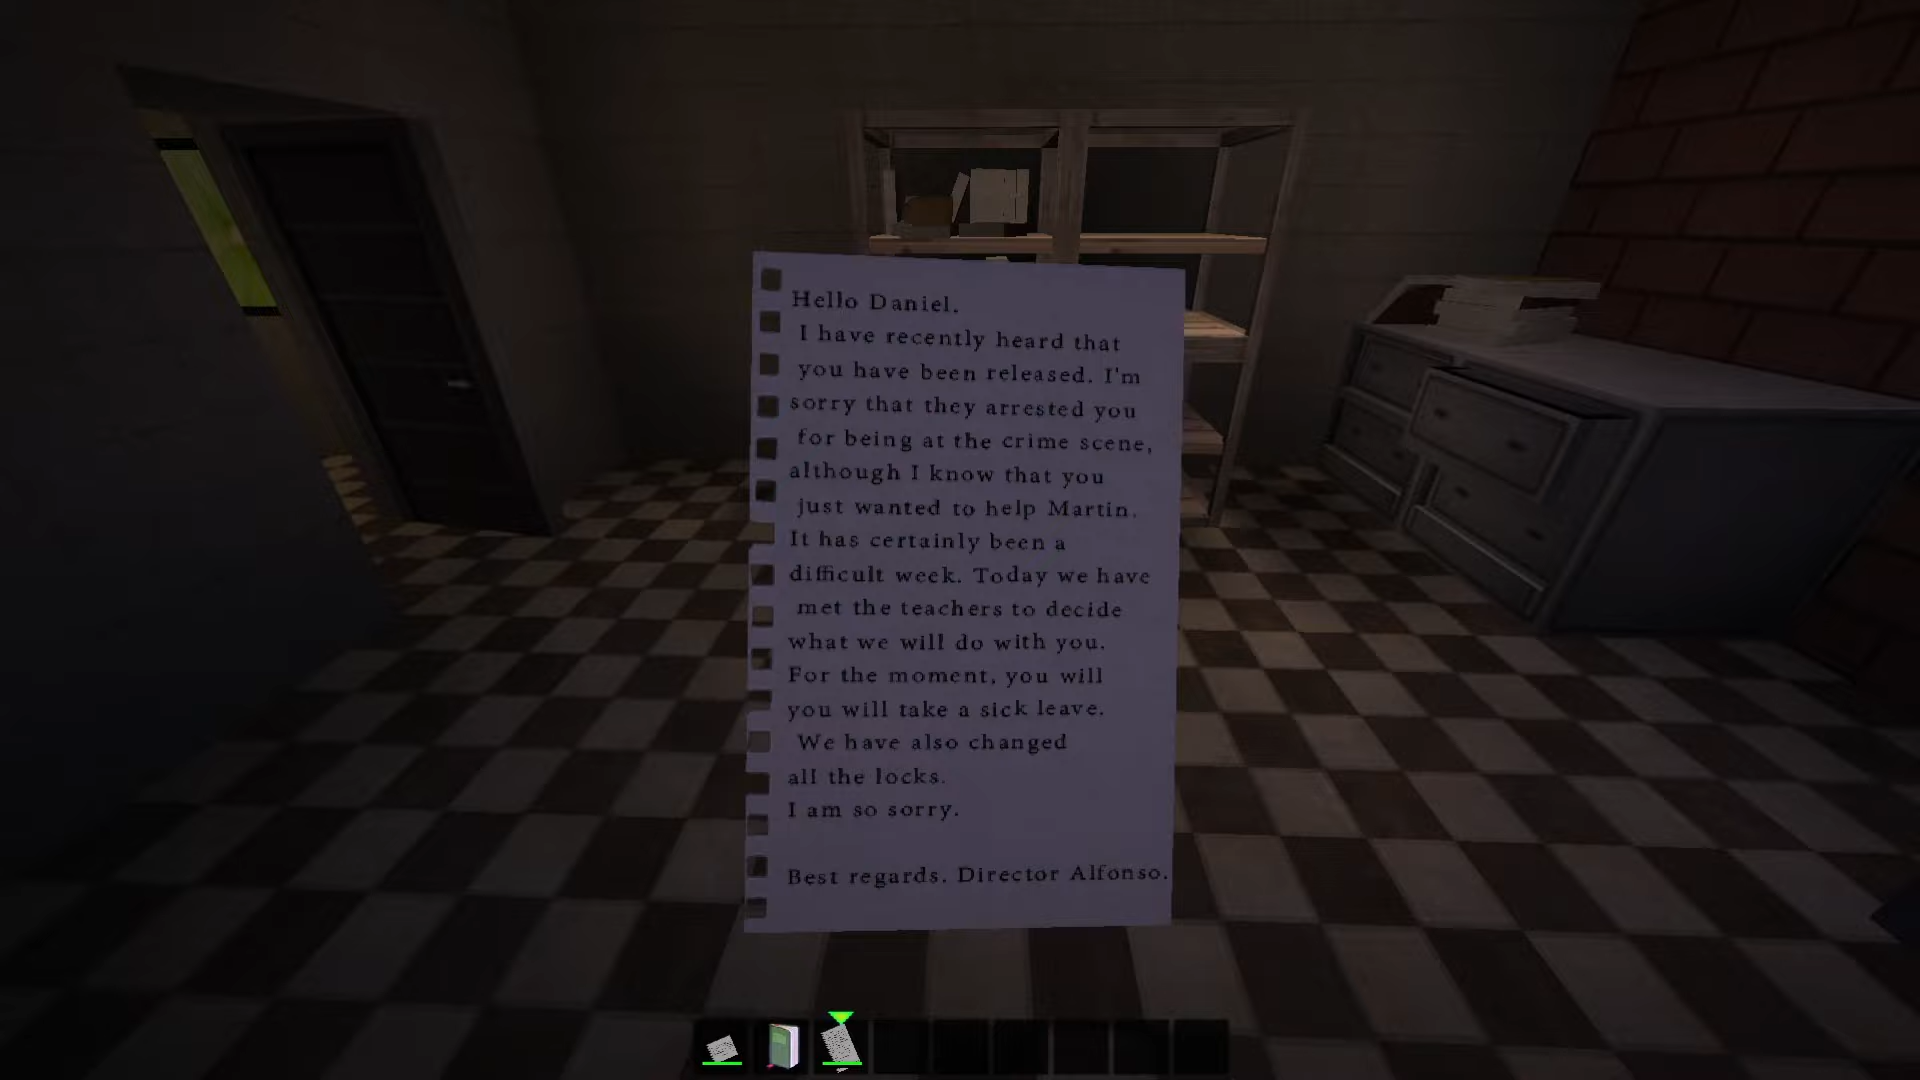 Hello Daniel.
I have recently heard that
you have been released. I'm
sorry that they arrested you
for being at the crime scene,
although I know that you
just wanted to help Martin.
It has certainly been a
difficult week. Today we have
met the teachers to decide
what we will do with you.
For the moment, you will
you will take a sick leave.
We have also changed
all the locks.
I am so sorry.
Best regards. Director Alfonso.